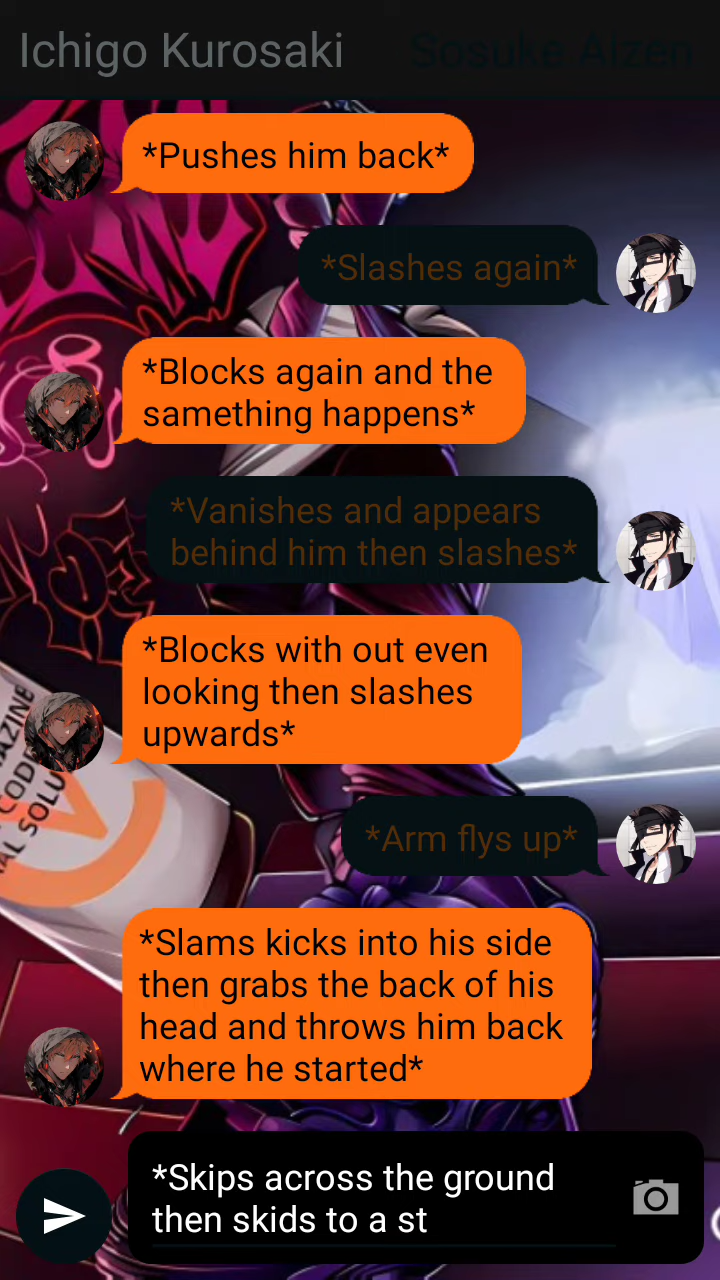 Ichigo Kurosaki Sosuke Aizen
*Pushes him back*
*Slashes again*
*Blocks again and the
samething happens*
*Vanishes and appears
behind him then slashes*
*Blocks with out even
looking then slashes
upwards*
*Arm flys up*
*Slams kicks into his side
then grabs the back of his
head and throws him back
where he started*
*Skips across the ground
then skids to a st